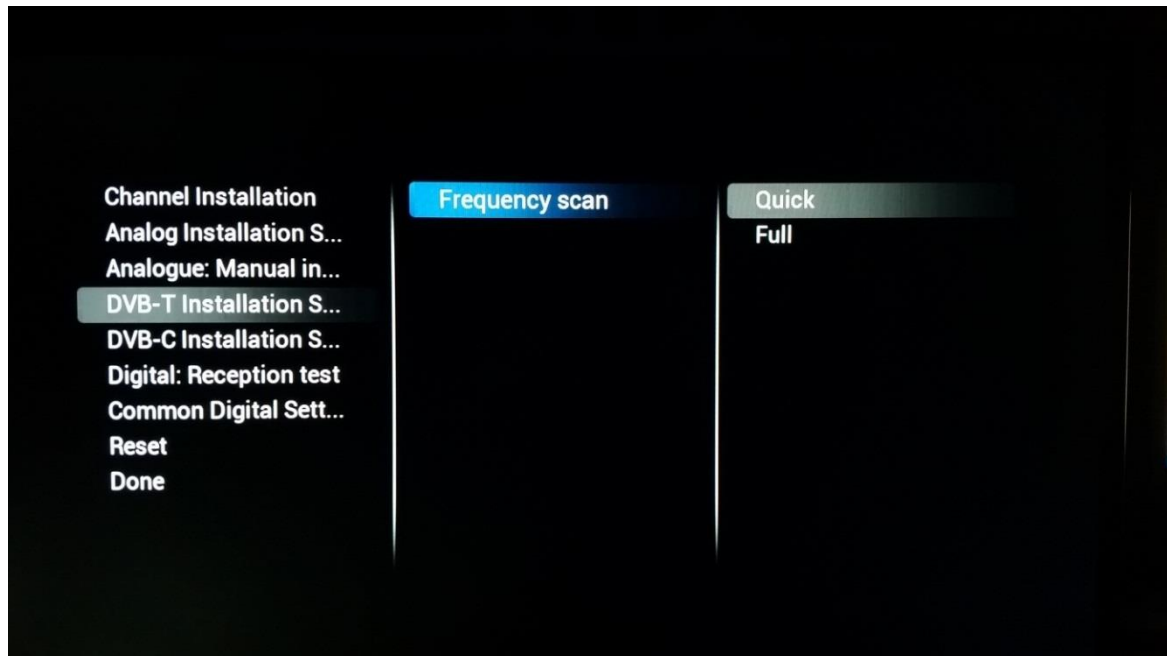 Channel Installation
Analog Installation S...
Analogue: Manual in...
DVB-T Installation S...
DVB-C Installation S...
Digital: Reception test
Common Digital Sett...
Reset
Done
Frequency scan
Quick
Full